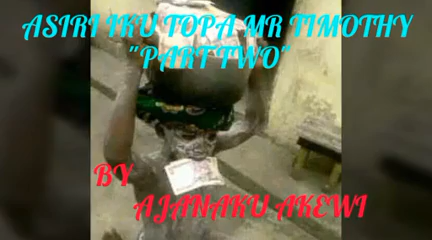 ASIRI IKU TOPA MR TIMOTHY
"PART TWO"
BY
AJANAKU AKEWI